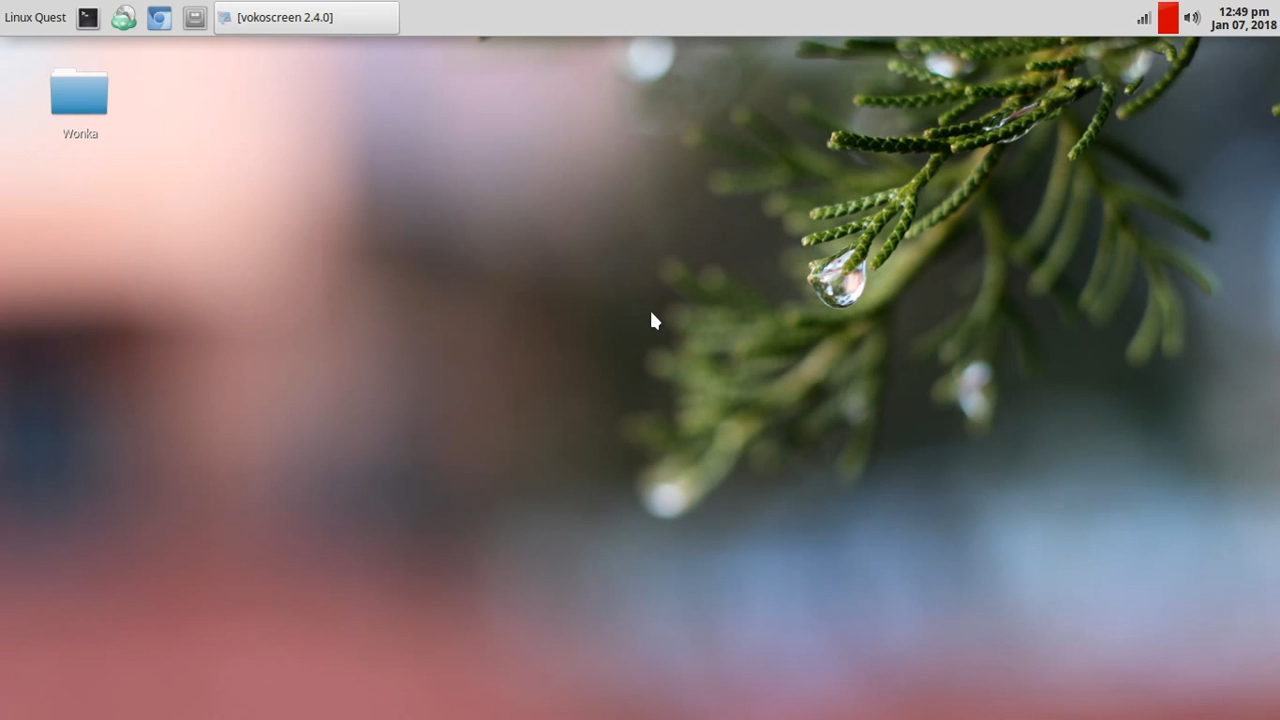 Linux Quest
[vokoscreen 2.4.0]
12:49 pm
Jan 07, 2018
Wonka